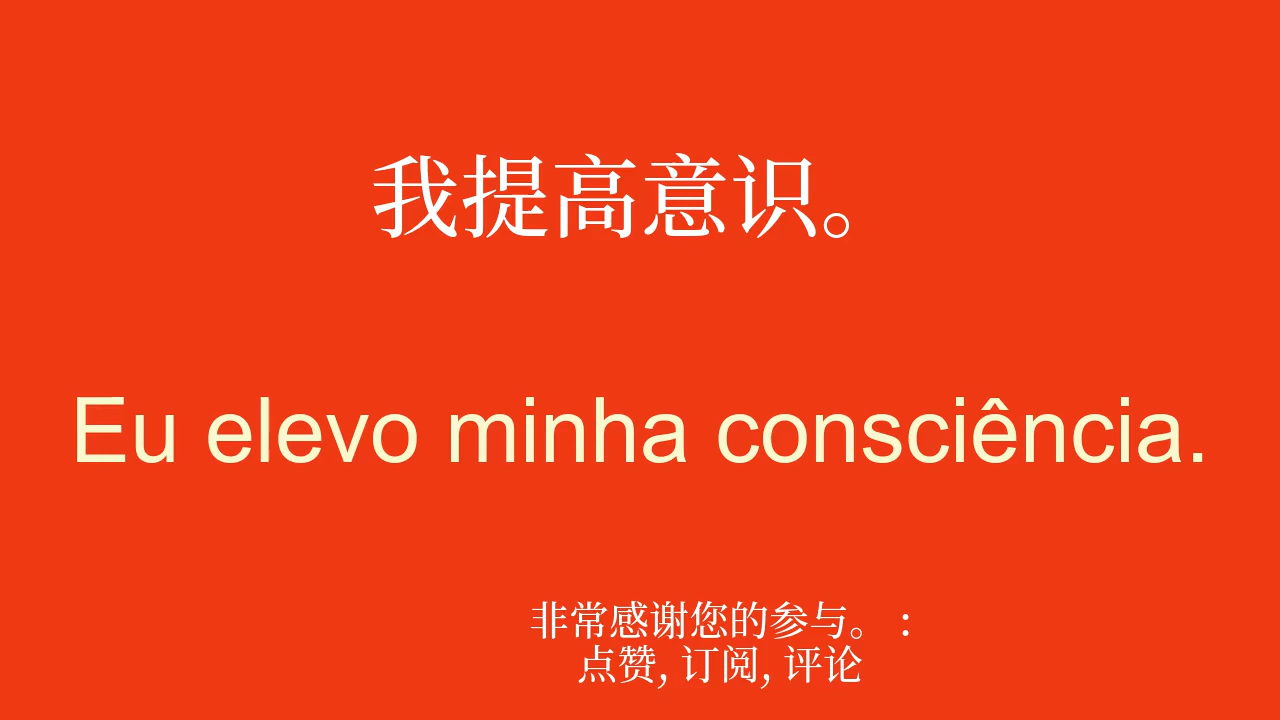 我提高意识。
Eu elevo minha consciência.
非常感谢您的参与。 :
点赞, 订阅, 评论